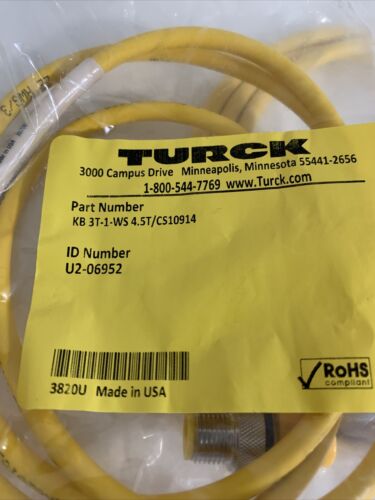 TURCK
3000 Campus Drive Minneapolis, Minnesota 55441-2656
1-800-544-7769 www.Turck.com
Part Number
KB 3T-1-WS 4.5T/CS10914
ID Number
U2-06952
RoHS
compliant
3820U Made in USA